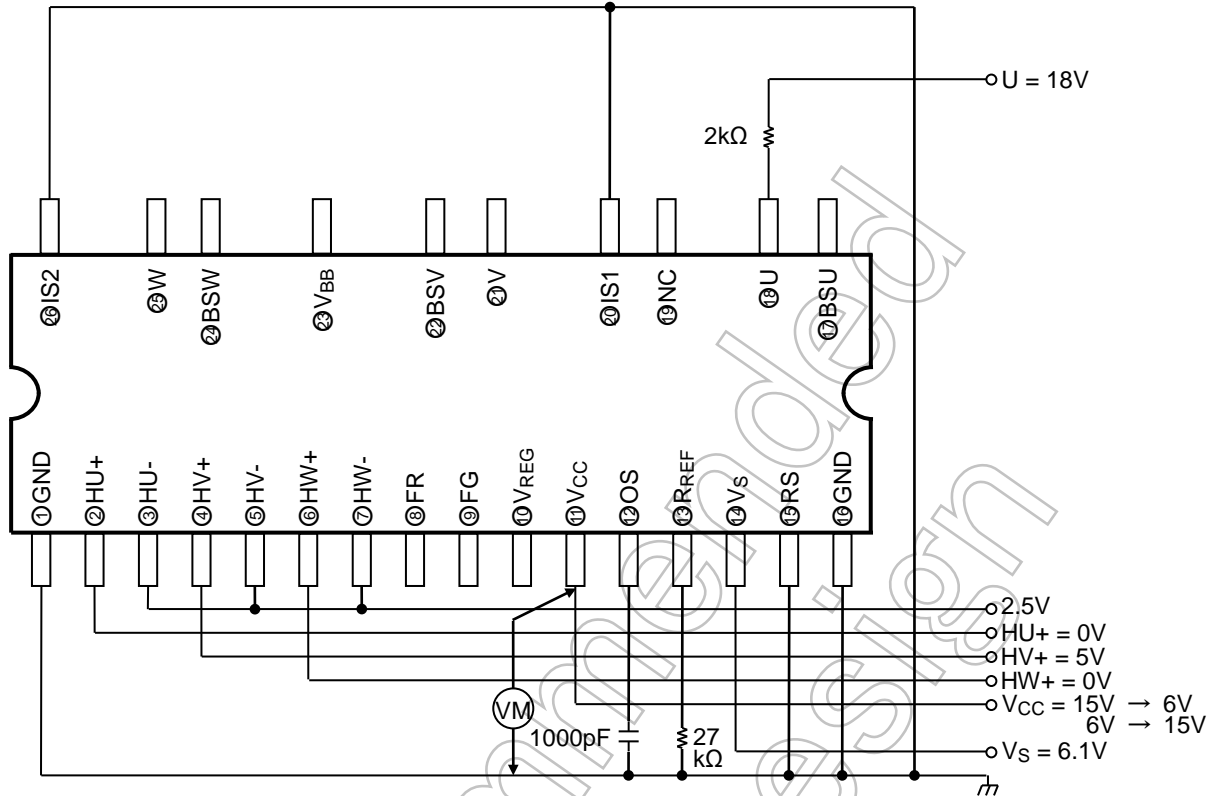 U = 18V
2kΩ
㉖IS2
㉕W
㉔BSW
㉓VBB
㉒BSV
㉑V
⑳IS1
⑲NC
⑱U
⑰BSU
①GND
②HU+
③HU-
④HV+
⑤HV-
⑥HW+
⑦HW-
⑧FR
⑨FG
⑩VREG
⑪VCC
⑫OS
⑬RREF
⑭VS
⑮RS
⑯GND
2.5V
HU+ = 0V
HV+ = 5V
HW+ = 0V
VCC = 15V → 6V
6V → 15V
VS = 6.1V
VM
1000pF
27
kΩ
mmended
esign